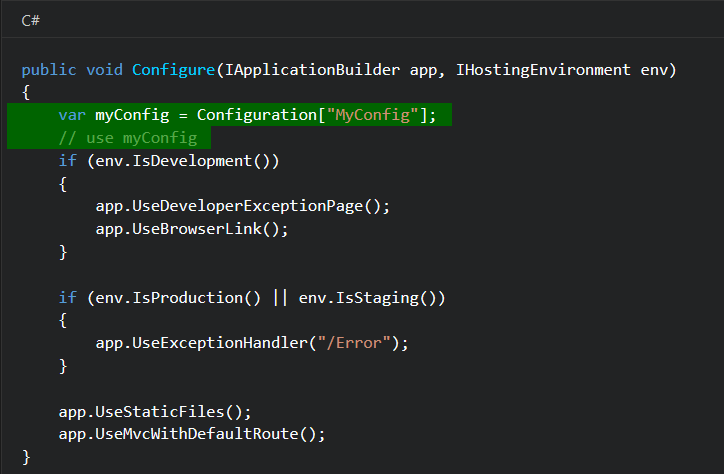 C#
public void Configure(IApplicationBuilder app, IHostingEnvironment env)
{
    var myConfig = Configuration["MyConfig"];
    // use myConfig
    if (env.IsDevelopment())
    {
        app.UseDeveloperExceptionPage();
        app.UseBrowserLink();
    }

    if (env.IsProduction() || env.IsStaging())
    {
        app.UseExceptionHandler("/Error");
    }

    app.UseStaticFiles();
    app.UseMvcWithDefaultRoute();
}